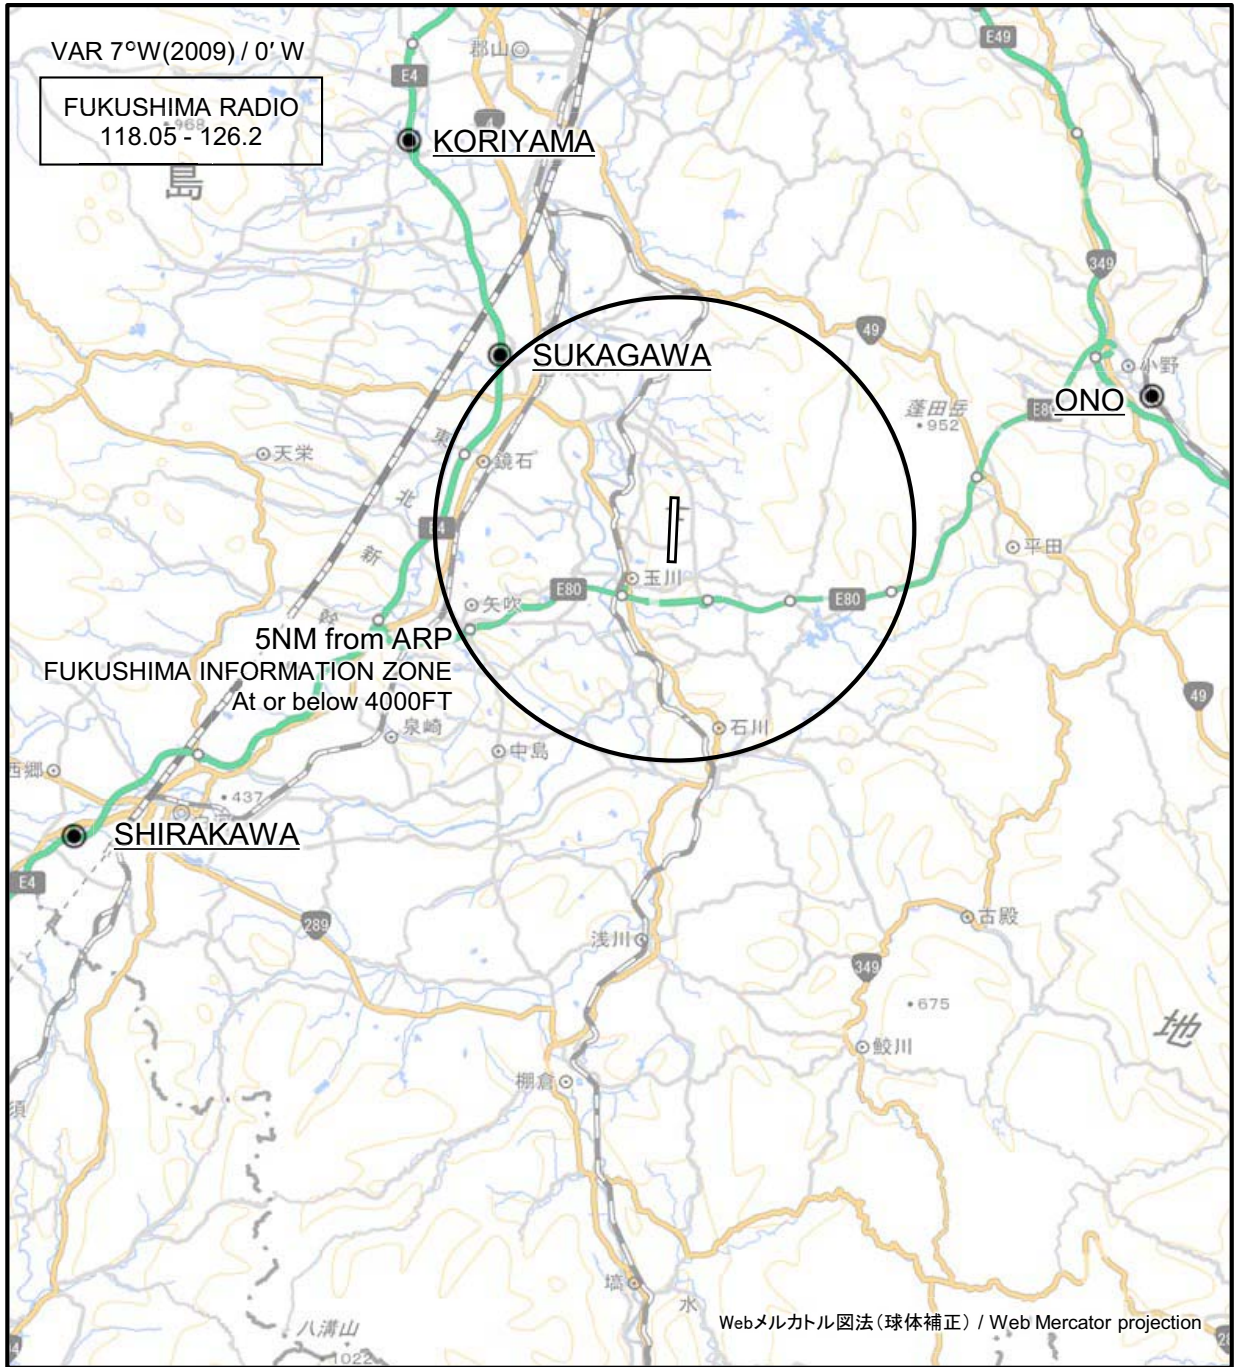 VAR 7°W(2009) / 0′ W
FUKUSHIMA RADIO
118.05 - 126.2
968
島
郡山
E4
4
E49
KORIYAMA
349
SUKAGAWA
49
小野
ONO
蓬田岳
952
天栄
東
北
新
幹
鏡石
E4
平田
玉川
E80
E80
矢吹
5NM from ARP
FUKUSHIMA INFORMATION ZONE
At or below 4000FT
49
泉崎
中島
石川
西郷
437
SHIRAKAWA
E4
289
浅川
古殿
349
675
地
鮫川
棚倉
須
塙
水
八溝山
1022
Webメルカトル図法(球体補正) / Web Mercator projection